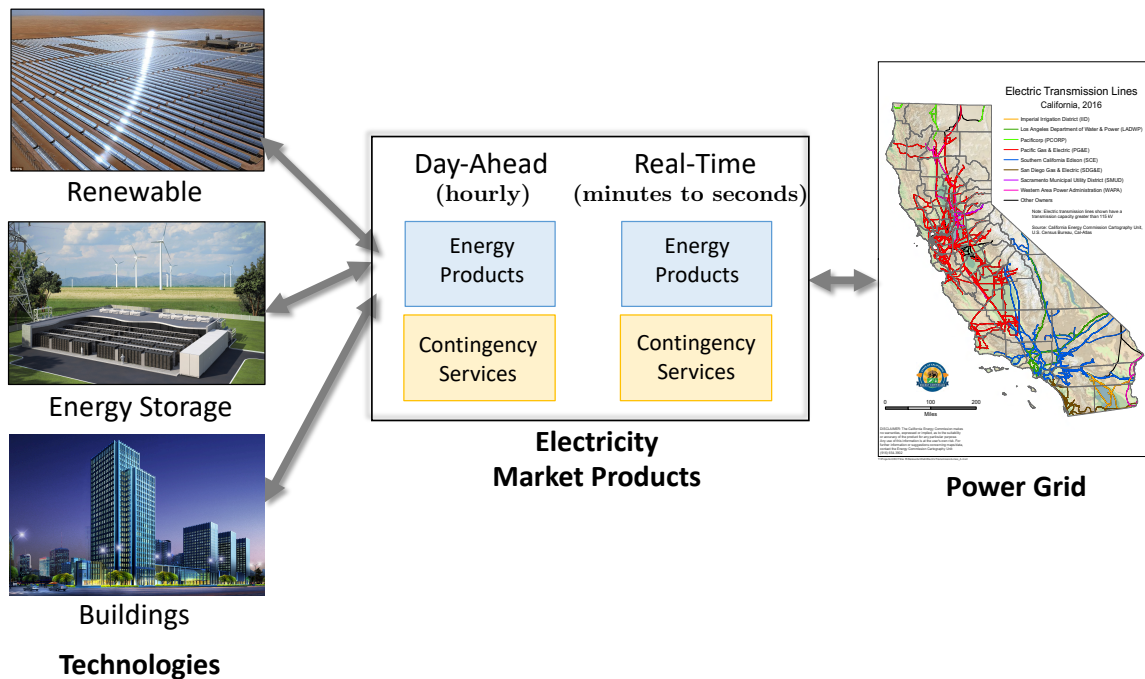 Renewable
Energy Storage
Buildings
Technologies
Day-Ahead
(hourly)
Energy
Products
Contingency
Services
Real-Time
(minutes to seconds)
Energy
Products
Contingency
Services
Electricity
Market Products
Electric Transmission Lines
California, 2016
Imperial Irrigation District (IID)
Los Angeles Department of Water & Power (LADWP)
Pacificorp (PCORP)
Pacific Gas & Electric (PG&E)
Southern California Edison (SCE)
San Diego Gas & Electric (SDG&E)
Sacramento Municipal Utility District (SMUD)
Western Area Power Administration (WAPA)
Other Owners
Note: Electric transmission lines shown have a
transmission capacity greater than 115 kV
Source: California Energy Commission Cartography Unit,
U.S. Census Bureau, Cal-Atlas
0 100 200
Miles
Power Grid